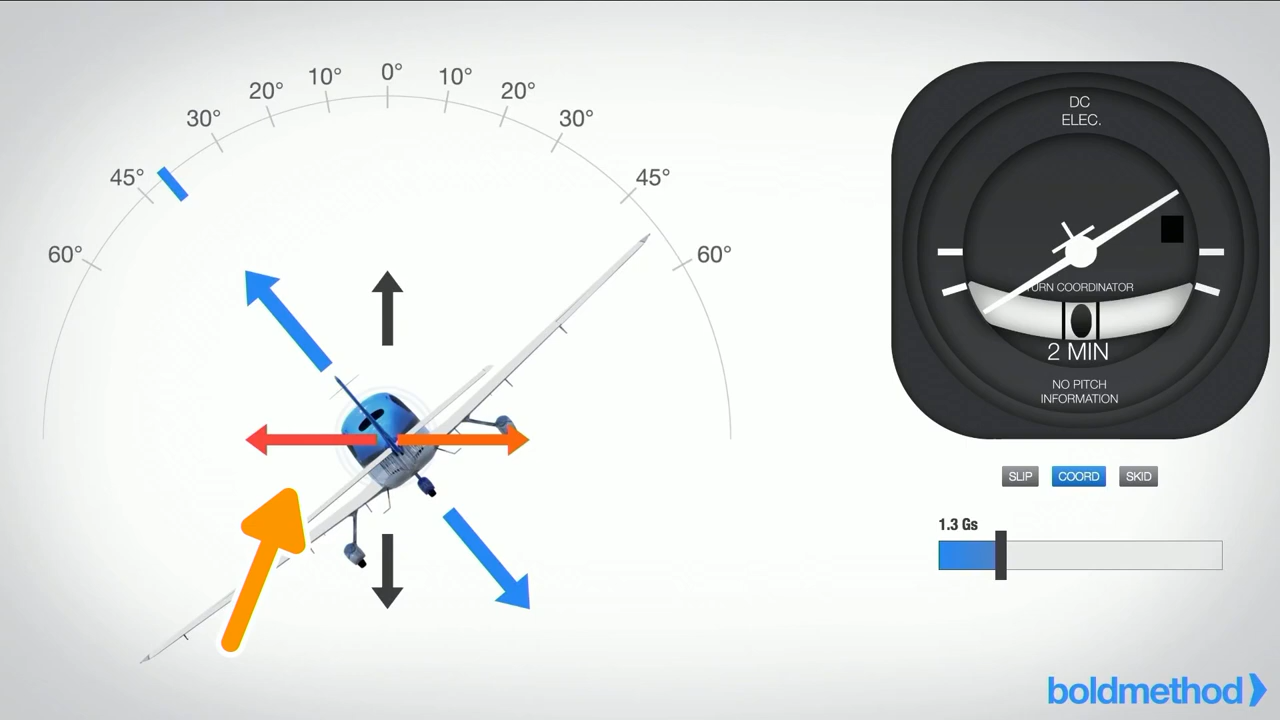 0°
10°
10°
20°
20°
30°
30°
45°
45°
60°
60°
DC
ELEC.
TURN COORDINATOR
2 MIN
NO PITCH
INFORMATION
SLIP
COORD
SKID
1.3 Gs
boldmethod